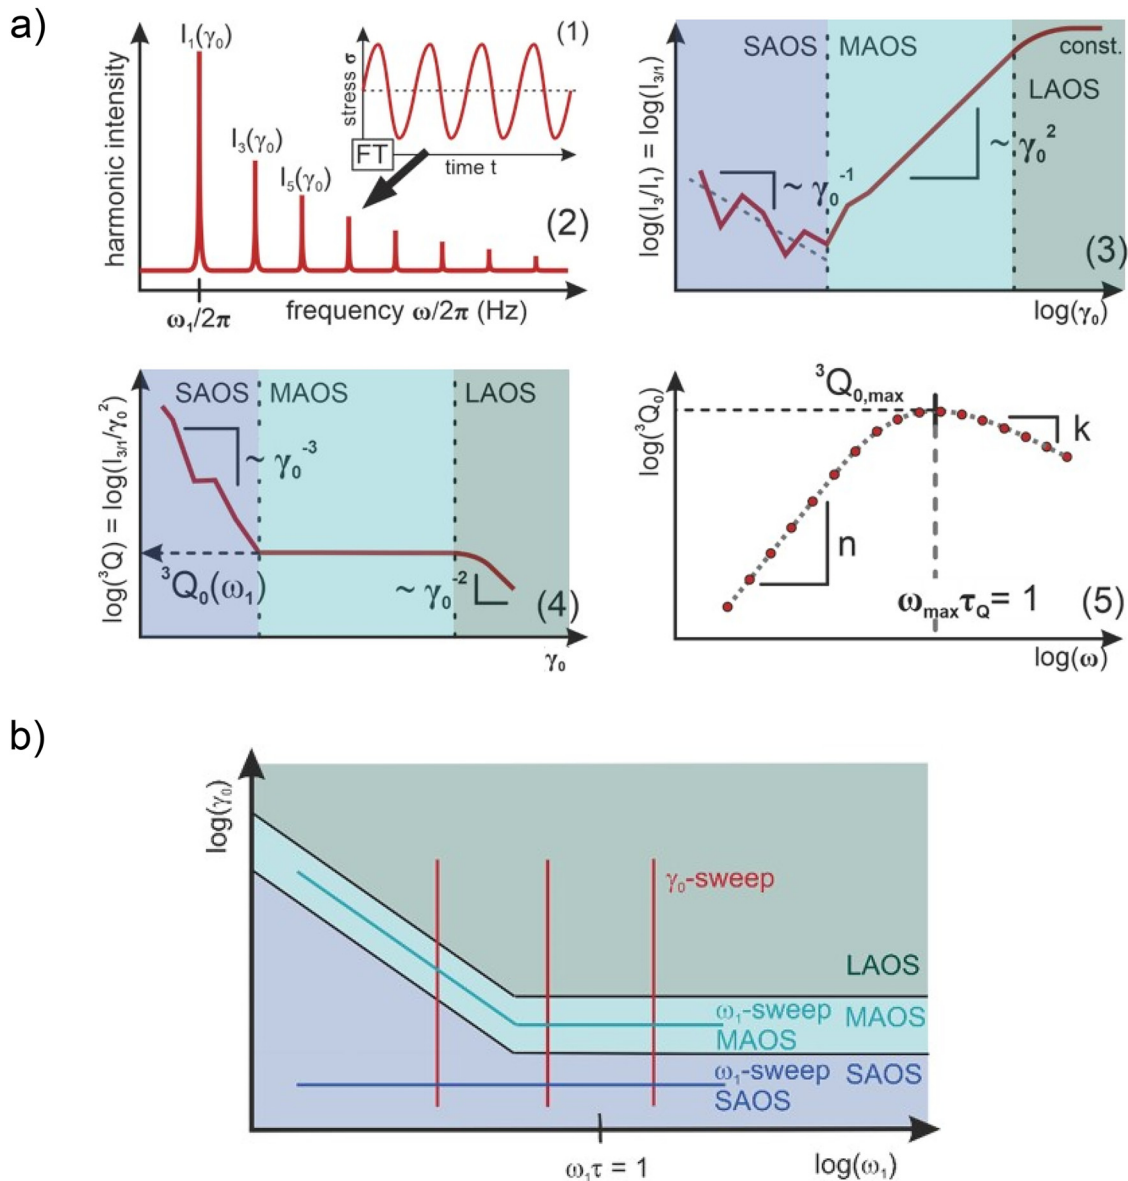 a)
harmonic intensity
I₁(γ₀)
I₃(γ₀)
I₅(γ₀)
(1)
stress σ
time t
FT
(2)
ω₁/2π
frequency ω/2π (Hz)
log(I₃/I₁) = log(I₃/₁)
SAOS
MAOS
const.
LAOS
~ γ₀⁻¹
~ γ₀²
(3)
log(γ₀)
log(³Q) = log(I₃/₁/γ₀²)
SAOS
MAOS
LAOS
~ γ₀⁻³
³Q₀(ω₁)
~ γ₀⁻²
(4)
γ₀
log(³Q₀)
³Q₀,max
k
n
ω_max τ_Q = 1
(5)
log(ω)
b)
log(γ₀)
γ₀-sweep
LAOS
ω₁-sweep MAOS
MAOS
ω₁-sweep SAOS
SAOS
ω₁τ = 1
log(ω₁)